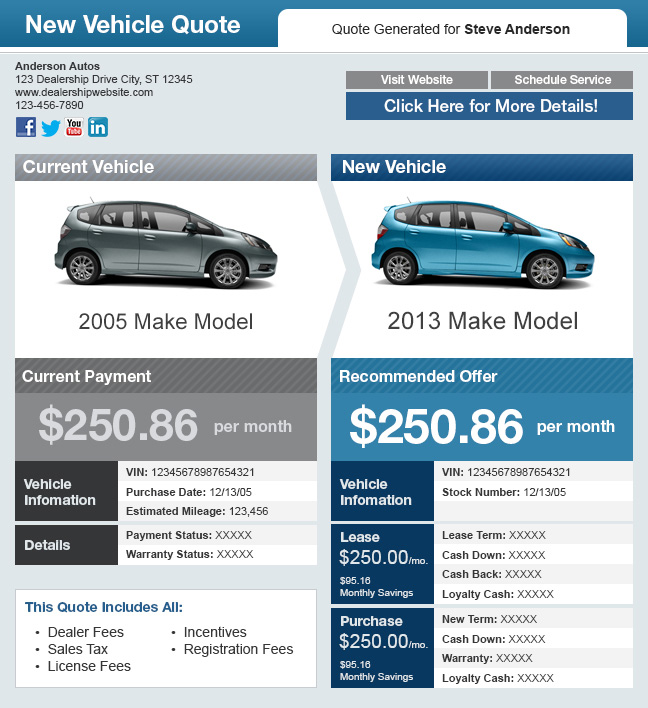 New Vehicle Quote
Quote Generated for Steve Anderson
Anderson Autos
123 Dealership Drive City, ST 12345
www.dealershipwebsite.com
123-456-7890
You
Tube
Visit Website
Schedule Service
Click Here for More Details!
Current Vehicle
2005 Make Model
New Vehicle
2013 Make Model
Current Payment
$250.86 per month
Vehicle
Infomation
VIN: 12345678987654321
Purchase Date: 12/13/05
Estimated Mileage: 123,456
Details
Payment Status: XXXXX
Warranty Status: XXXXX
This Quote Includes All:
• Dealer Fees
• Sales Tax
• License Fees
• Incentives
• Registration Fees
Recommended Offer
$250.86 per month
Vehicle
Infomation
VIN: 12345678987654321
Stock Number: 12/13/05
Lease
$250.00/mo.
$95.16
Monthly Savings
Lease Term: XXXXX
Cash Down: XXXXX
Cash Back: XXXXX
Loyalty Cash: XXXXX
Purchase
$250.00/mo.
$95.16
Monthly Savings
New Term: XXXXX
Cash Down: XXXXX
Warranty: XXXXX
Loyalty Cash: XXXXX